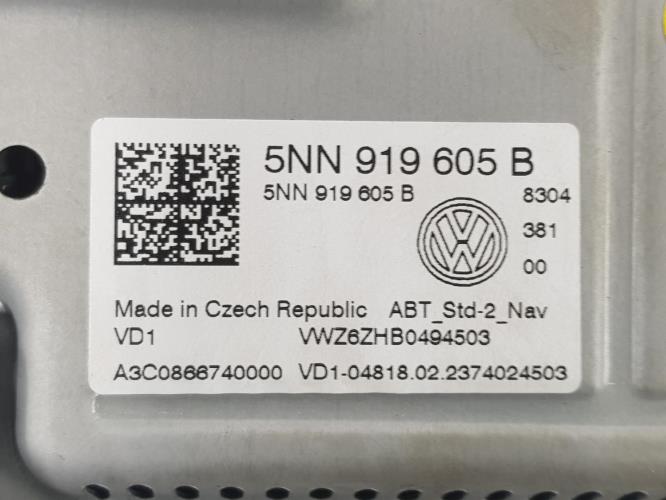 5NN 919 605 B
5NN 919 605 B 8304
381
00
Made in Czech Republic ABT_Std-2_Nav
VD1 VWZ6ZHB0494503
A3C0866740000 VD1-04818.02.2374024503